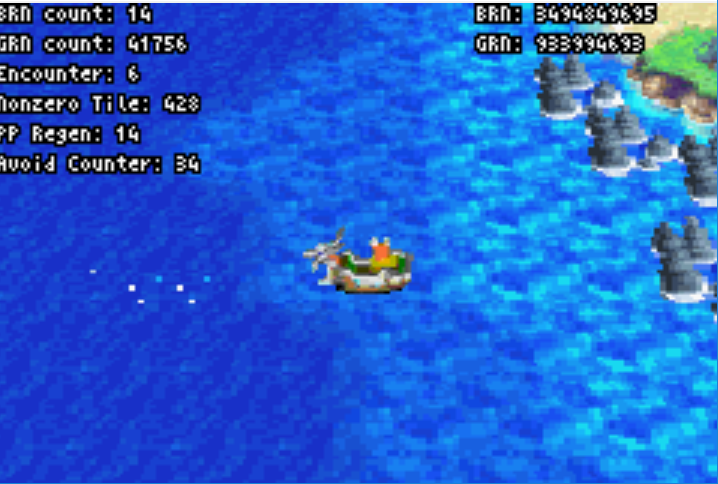 BRN count: 14
GRN count: 41756
Encounter: 6
Nonzero Tile: 428
PP Regen: 14
Avoid Counter: 34
BRN: 3494849695
GRN: 933994693